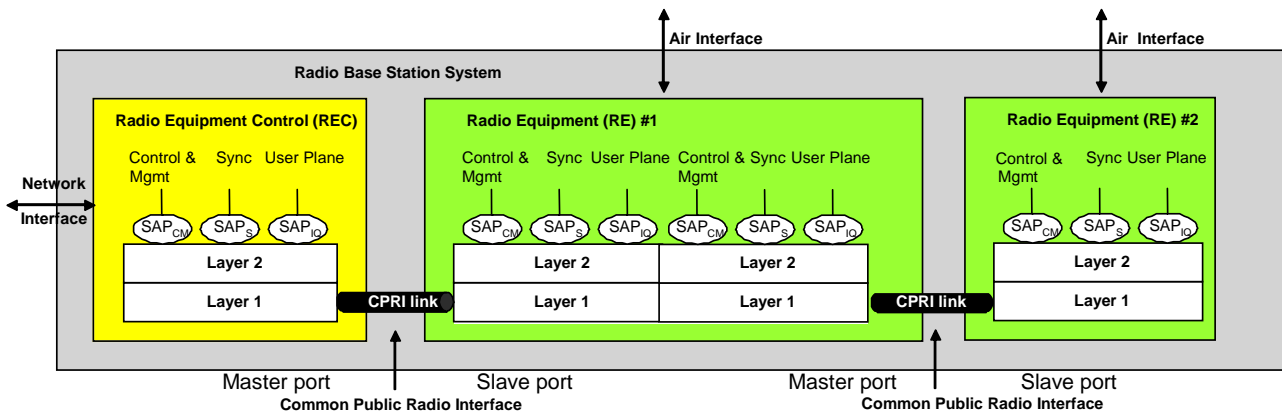 Air Interface
Air Interface
Radio Base Station System
Radio Equipment Control (REC)
Radio Equipment (RE) #1
Radio Equipment (RE) #2
Control & Mgmt
Sync
User Plane
Control & Mgmt
Sync
User Plane
Control & Mgmt
Sync
User Plane
Control & Mgmt
Sync
User Plane
Network Interface
SAPCM
SAPS
SAPIQ
SAPCM
SAPS
SAPIQ
SAPCM
SAPS
SAPIQ
SAPCM
SAPS
SAPIQ
Layer 2
Layer 2
Layer 2
Layer 2
Layer 1
CPRI link
Layer 1
Layer 1
CPRI link
Layer 1
Master port
Slave port
Master port
Slave port
Common Public Radio Interface
Common Public Radio Interface